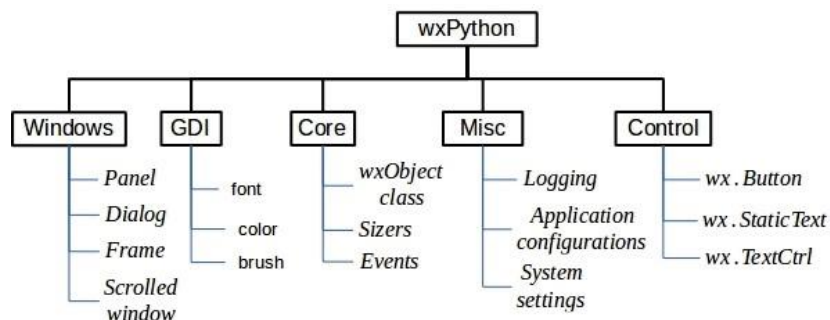 wxPython
Windows
GDI
Core
Misc
Control
Panel
Dialog
Frame
Scrolled
window
font
color
brush
wxObject
class
Sizers
Events
Logging
Application
configurations
System
settings
wx.Button
wx.StaticText
wx.TextCtrl